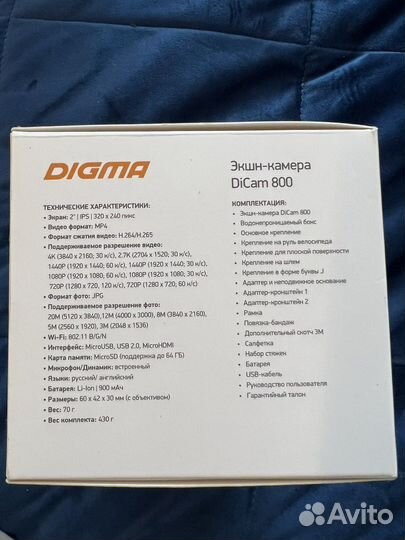 DIGMA
Экшн-камера
DiCam 800
ТЕХНИЧЕСКИЕ ХАРАКТЕРИСТИКИ:
• Экран: 2" | IPS | 320 x 240 пикс
• Видео формат: MP4
• Формат сжатия видео: H.264/H.265
• Поддерживаемое разрешение видео:
4K (3840 x 2160; 30 к/с), 2.7K (2704 x 1520; 30 к/с),
1440P (1920 x 1440; 60 к/с), 1440P (1920 x 1440; 30 к/с),
1080P (1920 x 1080; 60 к/с), 1080P (1920 x 1080; 30 к/с),
720P (1280 x 720; 120 к/с), 720P (1280 x 720; 60 к/с)
• Формат фото: JPG
• Поддерживаемое разрешение фото:
20M (5120 x 3840),12M (4000 x 3000), 8M (3840 x 2160),
5M (2560 x 1920), 3M (2048 x 1536)
• Wi-Fi: 802.11 B/G/N
• Интерфейс: MicroUSB, USB 2.0, MicroHDMI
• Карта памяти: MicroSD (поддержка до 64 ГБ)
• Микрофон/Динамик: встроенный
• Языки: русский/ английский
• Батарея: Li-Ion | 900 мАч
• Размеры: 60 x 42 x 30 мм (с объективом)
• Вес: 70 г
• Вес комплекта: 430 г
КОМПЛЕКТАЦИЯ:
• Экшн-камера DiCam 800
• Водонепроницаемый бокс
• Основное крепление
• Крепление на руль велосипеда
• Крепление для плоской поверхности
• Крепление на шлем
• Крепление в форме буквы J
• Адаптер и неподвижное основание
• Адаптер-кронштейн 1
• Адаптер-кронштейн 2
• Рамка
• Повязка-бандаж
• Дополнительный скотч 3М
• Салфетка
• Набор стяжек
• Батарея
• USB-кабель
• Руководство пользователя
• Гарантийный талон
Avito